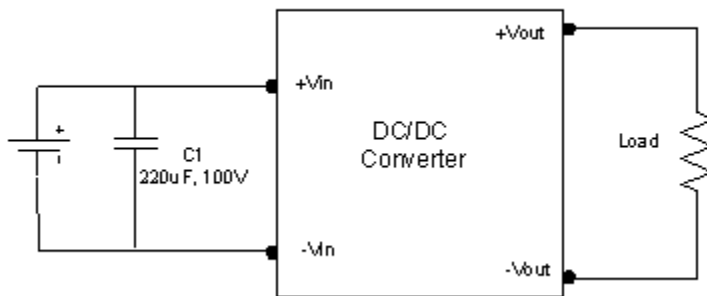 +Vout
+Vin
+
-
C1
220uF, 100V
DC/DC
Converter
Load
-Vin
-Vout